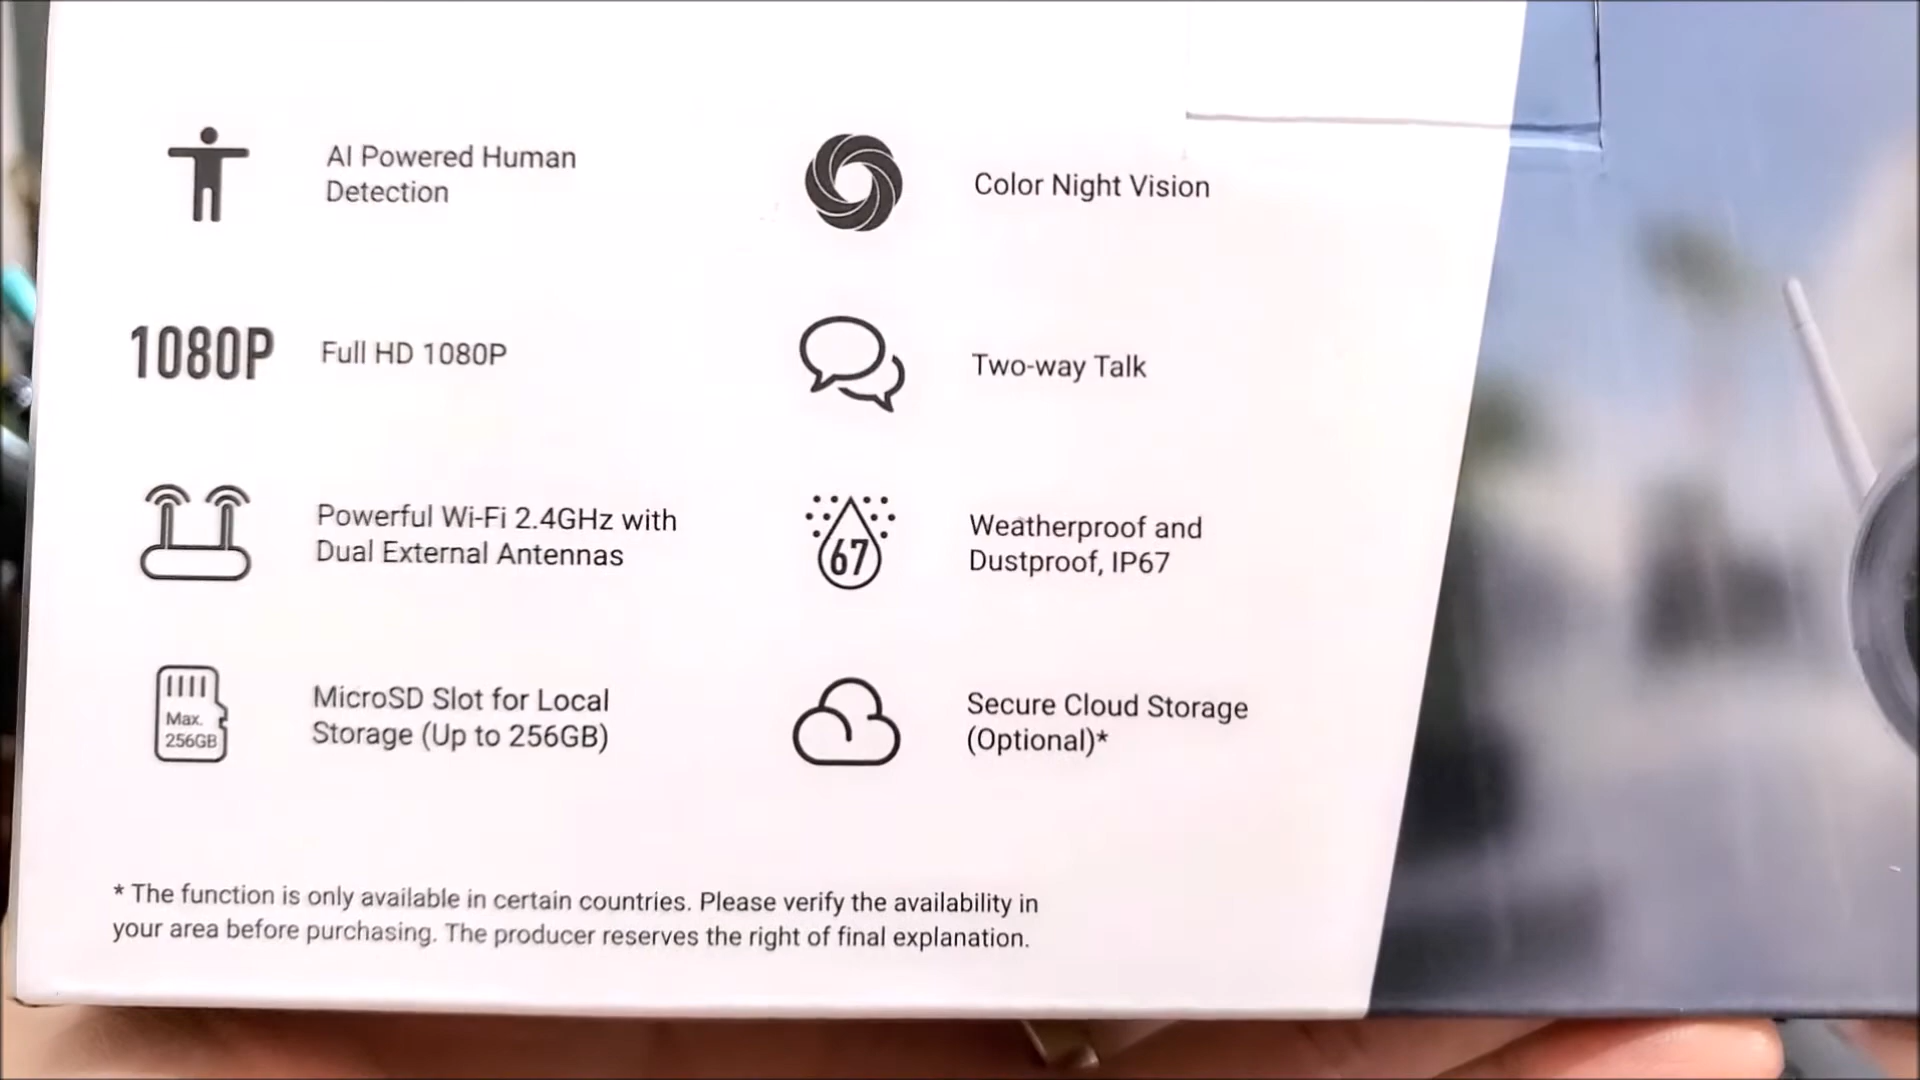 AI Powered Human
Detection
Color Night Vision
1080P
Full HD 1080P
Two-way Talk
Powerful Wi-Fi 2.4GHz with
Dual External Antennas
67
Weatherproof and
Dustproof, IP67
Max.
256GB
MicroSD Slot for Local
Storage (Up to 256GB)
Secure Cloud Storage
(Optional)*
* The function is only available in certain countries. Please verify the availability in
your area before purchasing. The producer reserves the right of final explanation.